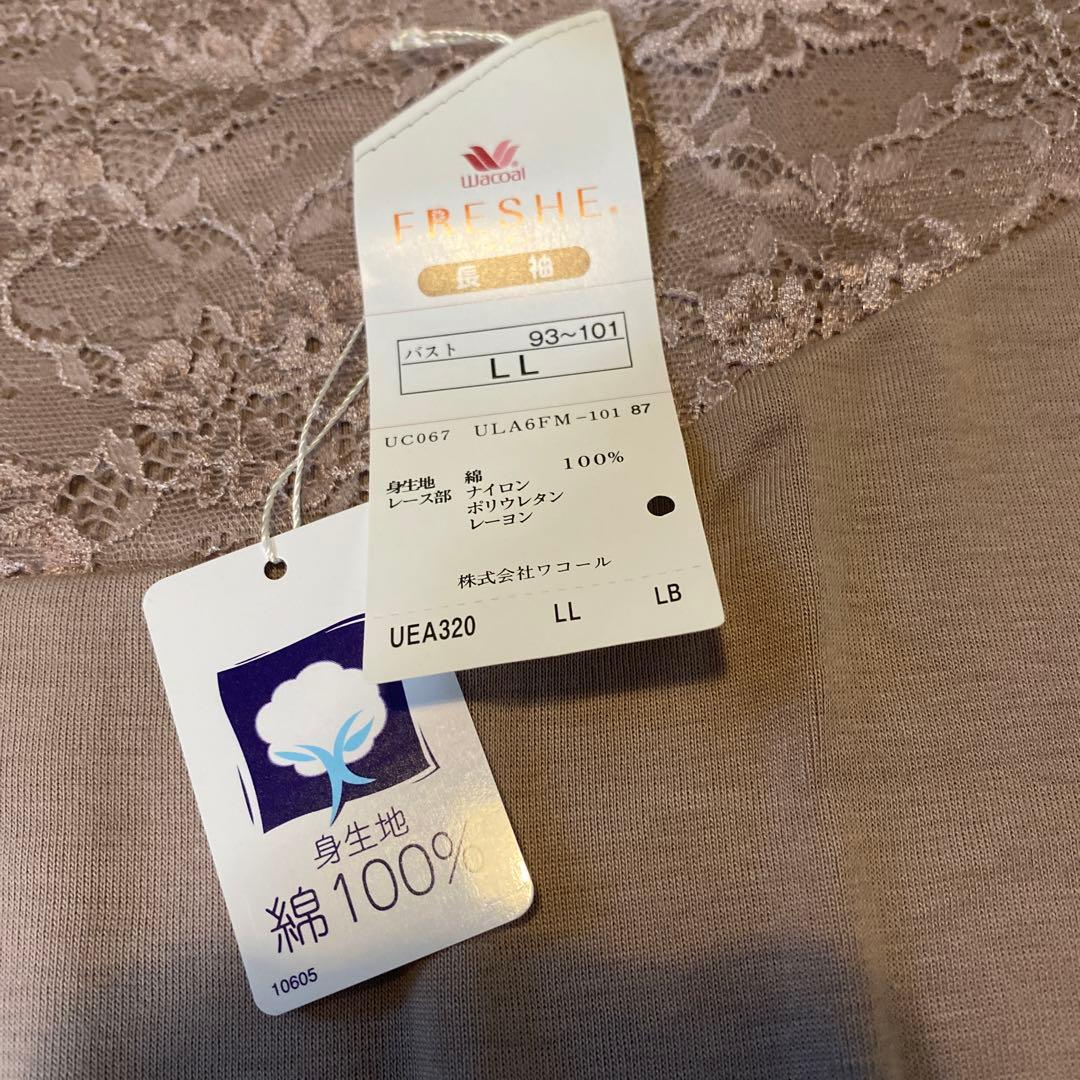 Wacoal
FRESHE.
長袖
バスト 93~101
LL
UC067 ULA6FM-101 87
身生地 綿 100%
レース部 ナイロン
ポリウレタン
レーヨン
株式会社ワコール
UEA320 LL LB
身生地
綿100%
10605